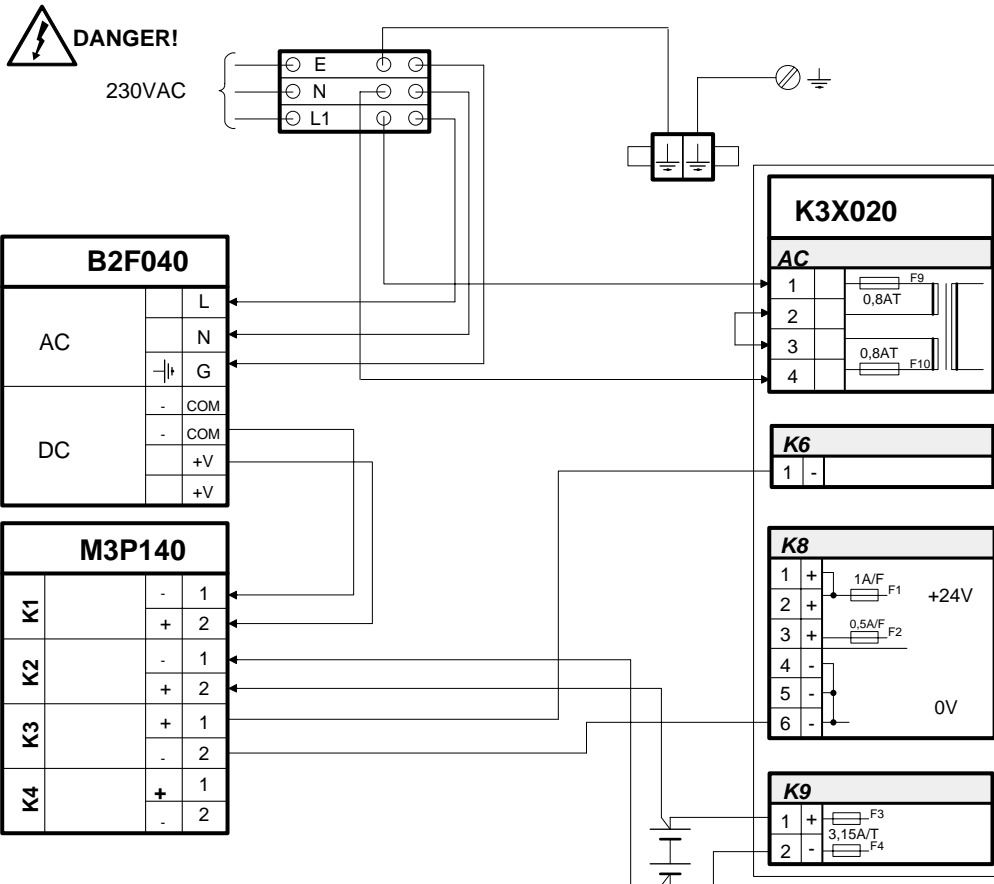 DANGER!
230VAC
E
N
L1
K3X020
AC
1
2
3
4
F9
0,8AT
0,8AT
F10
B2F040
AC
L
N
G
DC
- COM
- COM
+V
+V
K6
1 -
M3P140
K1
- 1
+ 2
K2
- 1
+ 2
K3
+ 1
- 2
K4
+ 1
- 2
K8
1 +
2 +
3 +
4 -
5 -
6 -
1A/F
F1
+24V
0,5A/F
F2
0V
K9
1 +
2 -
F3
3,15A/T
F4